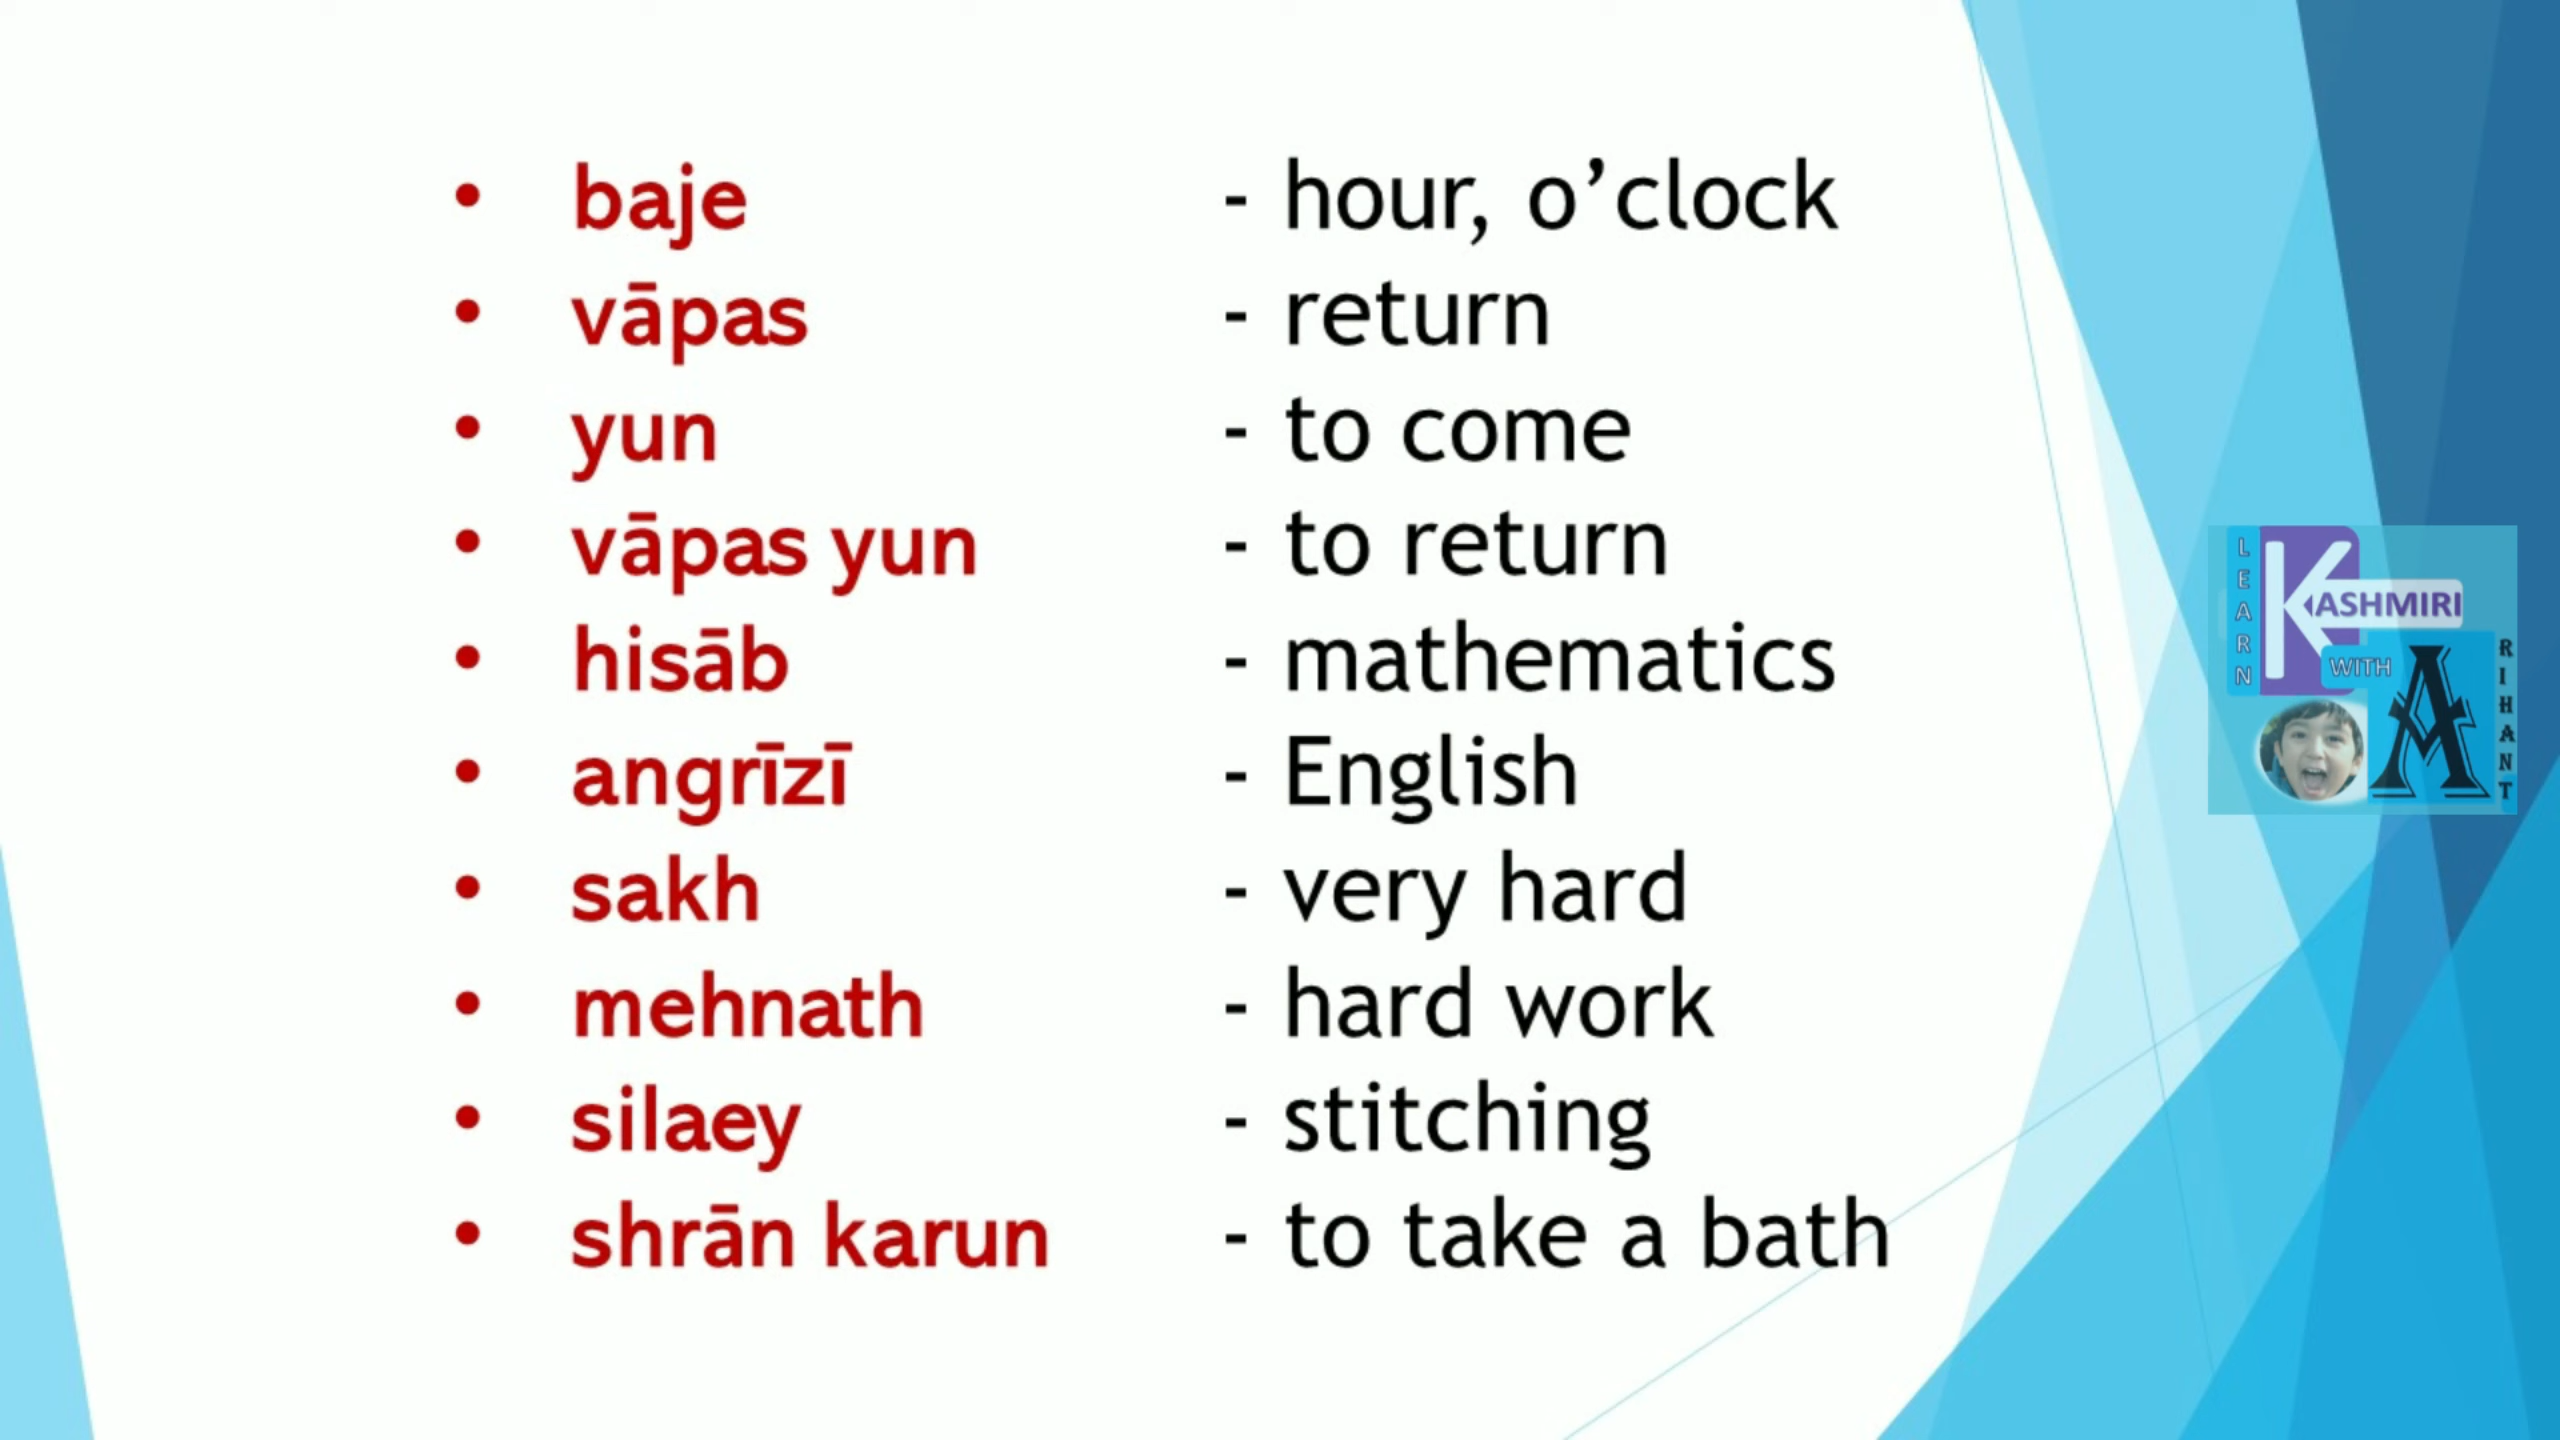 • baje - hour, o’clock
• vāpas - return
• yun - to come
• vāpas yun - to return
• hisāb - mathematics
• angrīzī - English
• sakh - very hard
• mehnath - hard work
• silaey - stitching
• shrān karun - to take a bath
LEARN
KASHMIRI
WITH
ARIHANT